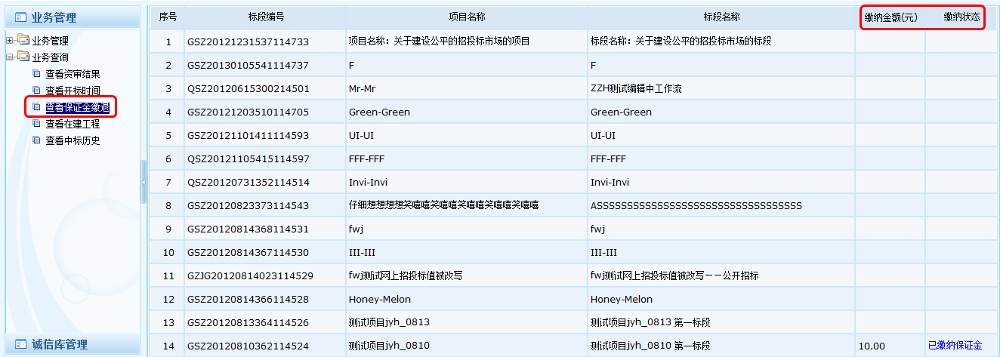 业务管理
业务管理
业务查询
查看资审结果
查看开标时间
查看保证金缴退
查看在建工程
查看中标历史
诚信库管理
序号 标段编号 项目名称 标段名称 缴纳金额(元) 缴纳状态
1 GSZ20121231537114733 项目名称：关于建设公平的招投标市场的项目 标段名称：关于建设公平的招投标市场的标段
2 GSZ20130105541114737 F F
3 QSZ20120615300214501 Mr-Mr ZZH测试编辑中工作流
4 GSZ20121203510114705 Green-Green Green-Green
5 GSZ20121101411114593 UI-UI UI-UI
6 QSZ20121105415114597 FFF-FFF FFF-FFF
7 QSZ20120731352114514 Invi-Invi Invi-Invi
8 GSZ20120823373114543 仔细想想想想笑嘻嘻笑嘻嘻笑嘻嘻笑嘻嘻笑嘻嘻 ASSSSSSSSSSSSSSSSSSSSSSSSSSSSSSSSSS
9 GSZ20120814368114531 fwj fwj
10 GSZ20120814367114530 III-III III-III
11 GZJG20120814023114529 fwj测试网上招投标值被改写 fwj测试网上招投标值被改写——公开招标
12 GSZ20120814366114528 Honey-Melon Honey-Melon
13 GSZ20120813364114526 测试项目jyh_0813 测试项目jyh_0813 第一标段
14 GSZ20120810362114524 测试项目jyh_0810 测试项目jyh_0810 第一标段 10.00 已缴纳保证金